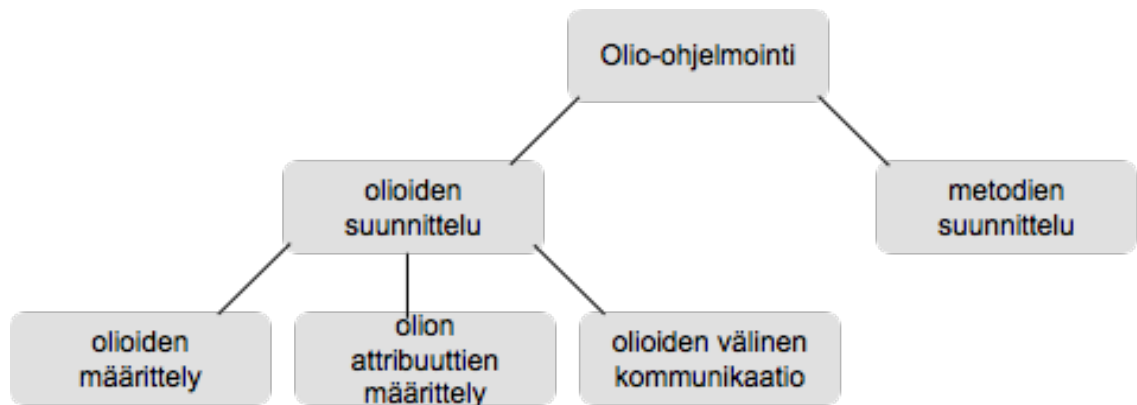 Olio-ohjelmointi
olioiden
suunnittelu
metodien
suunnittelu
olioiden
määrittely
olion
attribuuttien
määrittely
olioiden välinen
kommunikaatio